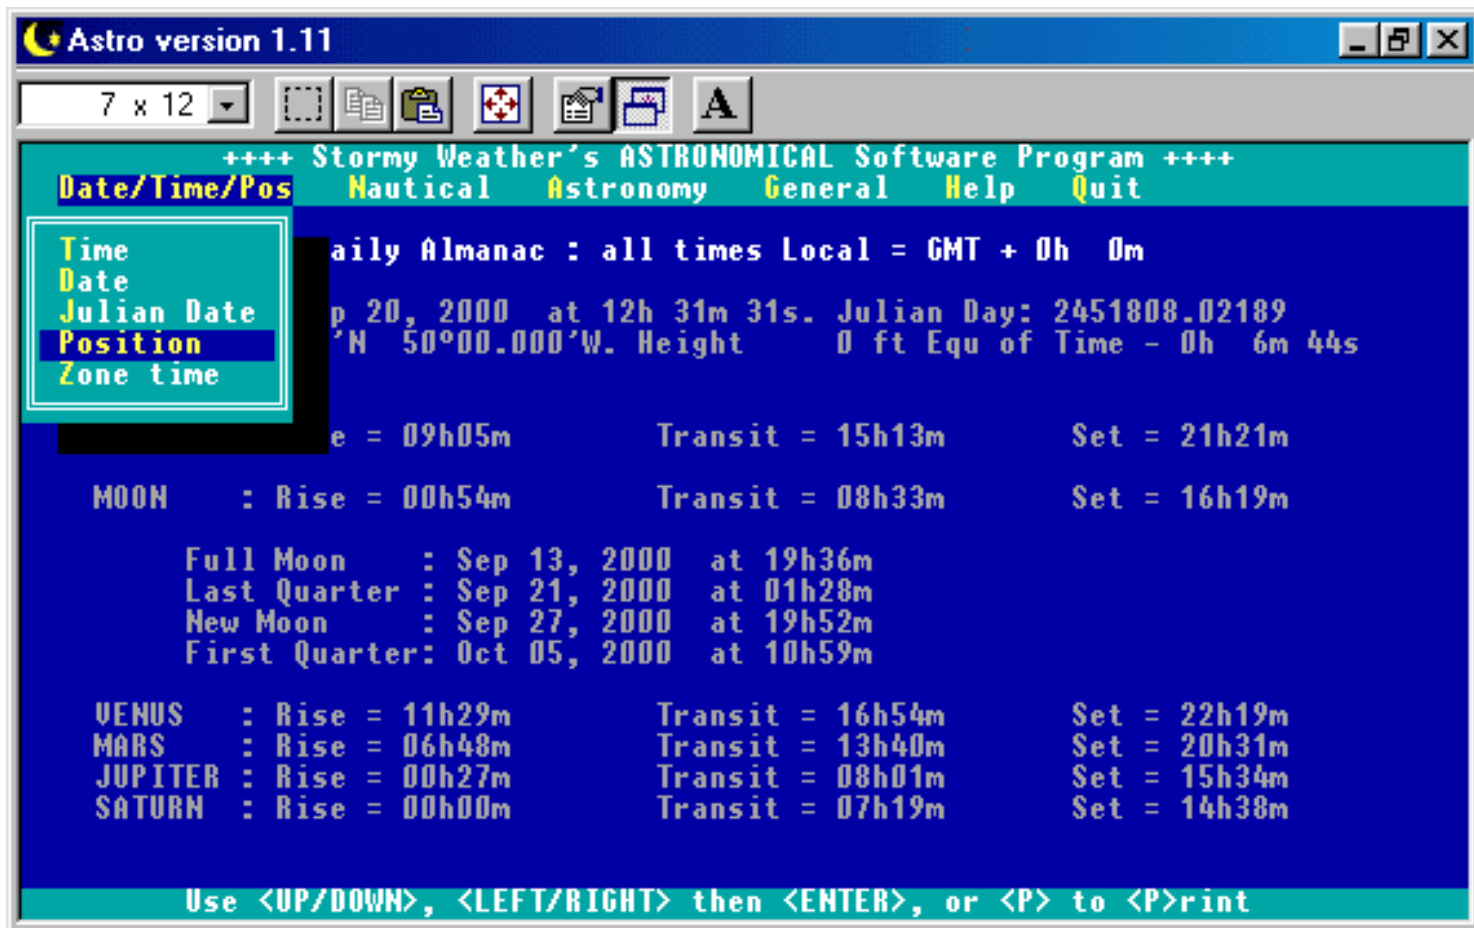 Astro version 1.11
7 x 12
A
++++ Stormy Weather's ASTRONOMICAL Software Program ++++
Date/Time/Pos Nautical Astronomy General Help Quit
Time
Date
Julian Date
Position
Zone time
aily Almanac : all times Local = GMT + 0h 0m
p 20, 2000 at 12h 31m 31s. Julian Day: 2451808.02189
'N 50º00.000'W. Height 0 ft Equ of Time - 0h 6m 44s
e = 09h05m Transit = 15h13m Set = 21h21m
MOON : Rise = 00h54m Transit = 08h33m Set = 16h19m
Full Moon : Sep 13, 2000 at 19h36m
Last Quarter : Sep 21, 2000 at 01h28m
New Moon : Sep 27, 2000 at 19h52m
First Quarter: Oct 05, 2000 at 10h59m
VENUS : Rise = 11h29m Transit = 16h54m Set = 22h19m
MARS : Rise = 06h48m Transit = 13h40m Set = 20h31m
JUPITER : Rise = 00h27m Transit = 08h01m Set = 15h34m
SATURN : Rise = 00h00m Transit = 07h19m Set = 14h38m
Use <UP/DOWN>, <LEFT/RIGHT> then <ENTER>, or <P> to <P>rint